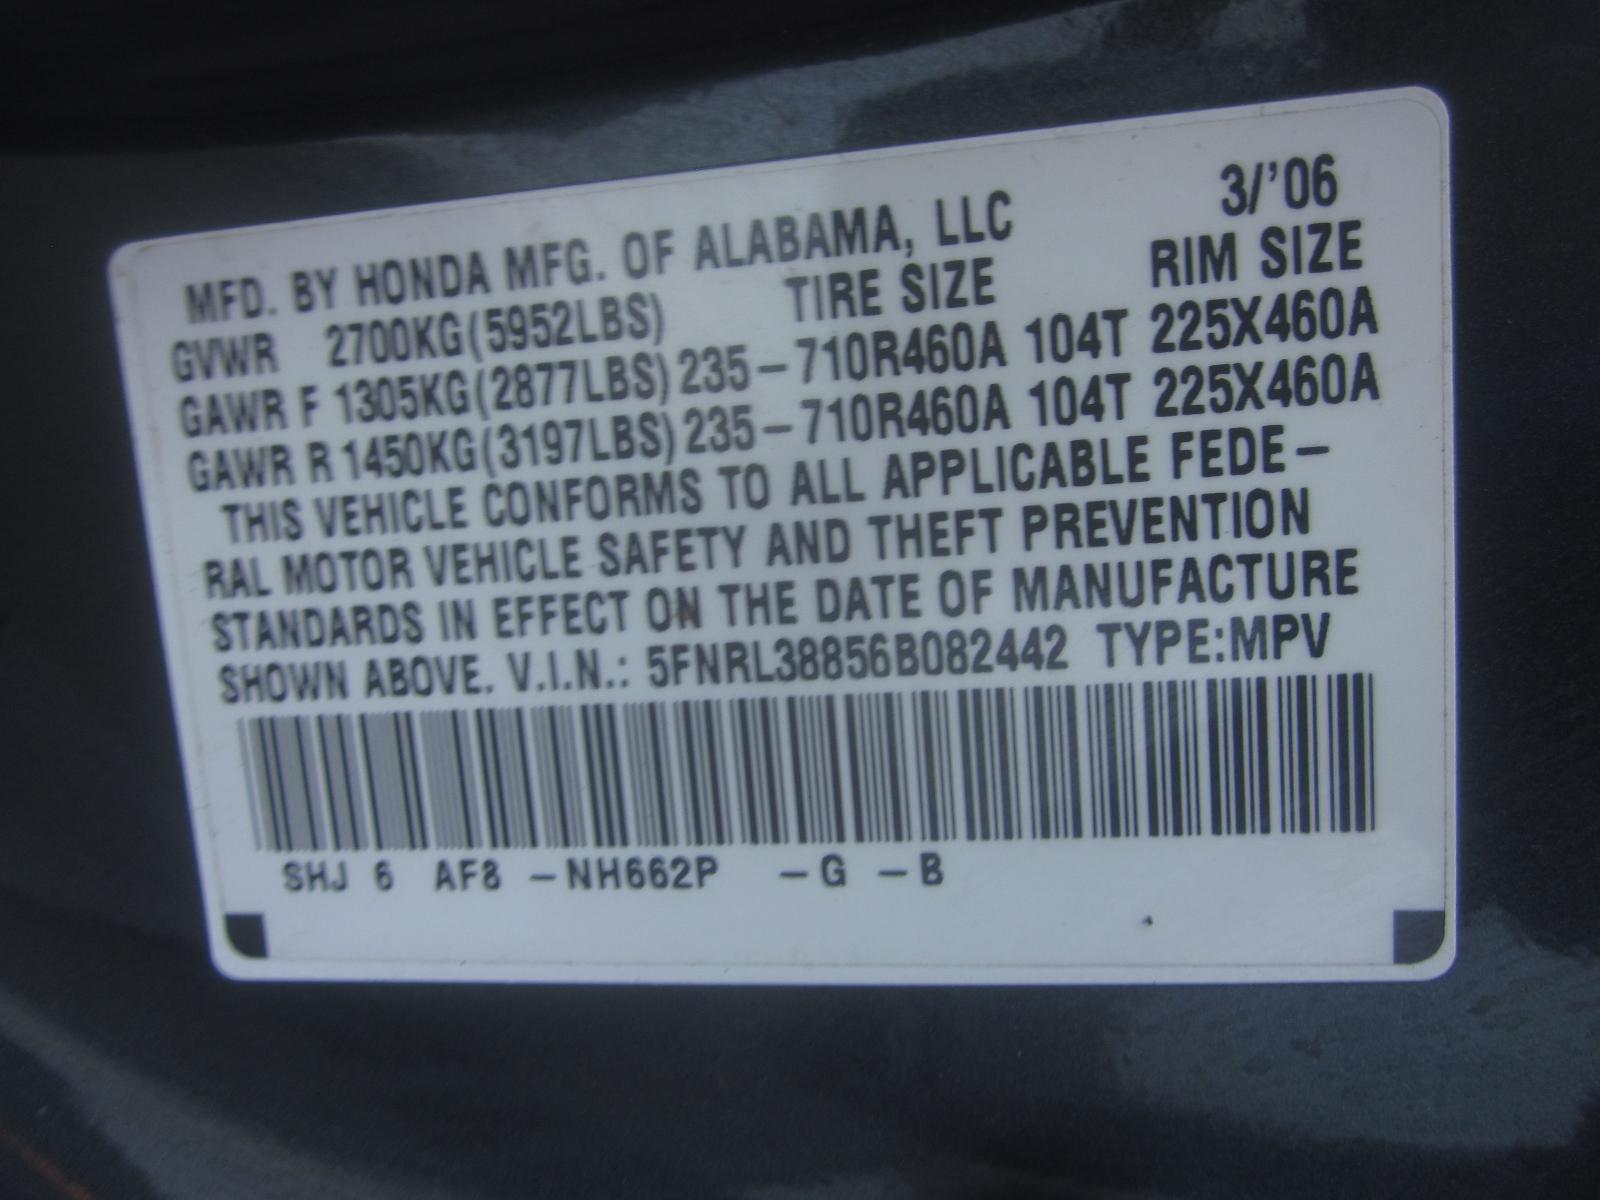 3/'06
MFD. BY HONDA MFG. OF ALABAMA, LLC
GVWR 2700KG(5952LBS) TIRE SIZE RIM SIZE
GAWR F 1305KG(2877LBS) 235-710R460A 104T 225X460A
GAWR R 1450KG(3197LBS) 235-710R460A 104T 225X460A
THIS VEHICLE CONFORMS TO ALL APPLICABLE FEDE-
RAL MOTOR VEHICLE SAFETY AND THEFT PREVENTION
STANDARDS IN EFFECT ON THE DATE OF MANUFACTURE
SHOWN ABOVE. V.I.N.: 5FNRL38856B082442 TYPE:MPV
SHJ 6 AF8 -NH662P -G -B